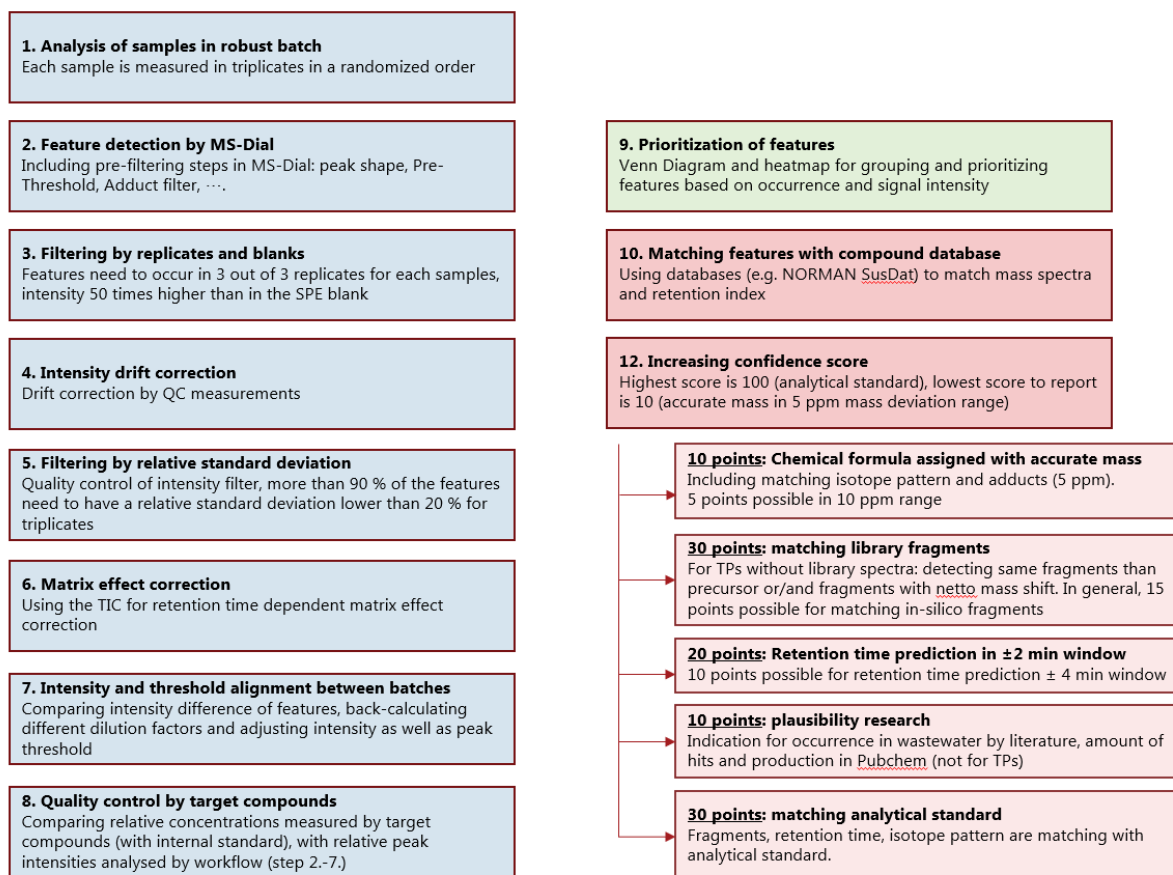 1. Analysis of samples in robust batch
Each sample is measured in triplicates in a randomized order
2. Feature detection by MS-Dial
Including pre-filtering steps in MS-Dial: peak shape, Pre-
Threshold, Adduct filter, ⋯.
3. Filtering by replicates and blanks
Features need to occur in 3 out of 3 replicates for each samples,
intensity 50 times higher than in the SPE blank
4. Intensity drift correction
Drift correction by QC measurements
5. Filtering by relative standard deviation
Quality control of intensity filter, more than 90 % of the features
need to have a relative standard deviation lower than 20 % for
triplicates
6. Matrix effect correction
Using the TIC for retention time dependent matrix effect
correction
7. Intensity and threshold alignment between batches
Comparing intensity difference of features, back-calculating
different dilution factors and adjusting intensity as well as peak
threshold
8. Quality control by target compounds
Comparing relative concentrations measured by target
compounds (with internal standard), with relative peak
intensities analysed by workflow (step 2.-7.)
9. Prioritization of features
Venn Diagram and heatmap for grouping and prioritizing
features based on occurrence and signal intensity
10. Matching features with compound database
Using databases (e.g. NORMAN SusDat) to match mass spectra
and retention index
12. Increasing confidence score
Highest score is 100 (analytical standard), lowest score to report
is 10 (accurate mass in 5 ppm mass deviation range)
10 points: Chemical formula assigned with accurate mass
Including matching isotope pattern and adducts (5 ppm).
5 points possible in 10 ppm range
30 points: matching library fragments
For TPs without library spectra: detecting same fragments than
precursor or/and fragments with netto mass shift. In general, 15
points possible for matching in-silico fragments
20 points: Retention time prediction in ±2 min window
10 points possible for retention time prediction ± 4 min window
10 points: plausibility research
Indication for occurrence in wastewater by literature, amount of
hits and production in Pubchem (not for TPs)
30 points: matching analytical standard
Fragments, retention time, isotope pattern are matching with
analytical standard.